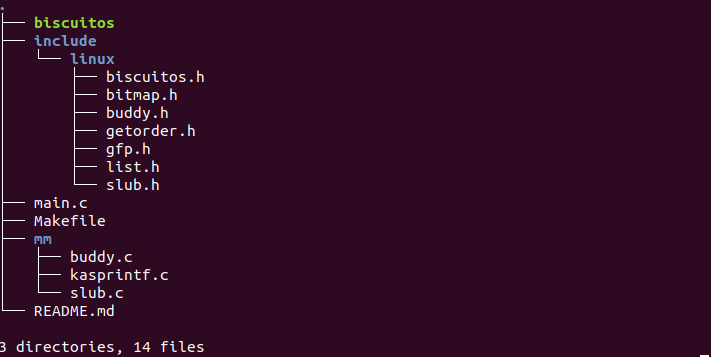 .
├── biscuitos
├── include
│   └── linux
│       ├── biscuitos.h
│       ├── bitmap.h
│       ├── buddy.h
│       ├── getorder.h
│       ├── gfp.h
│       ├── list.h
│       └── slub.h
├── main.c
├── Makefile
├── mm
│   ├── buddy.c
│   ├── kasprintf.c
│   └── slub.c
└── README.md

3 directories, 14 files